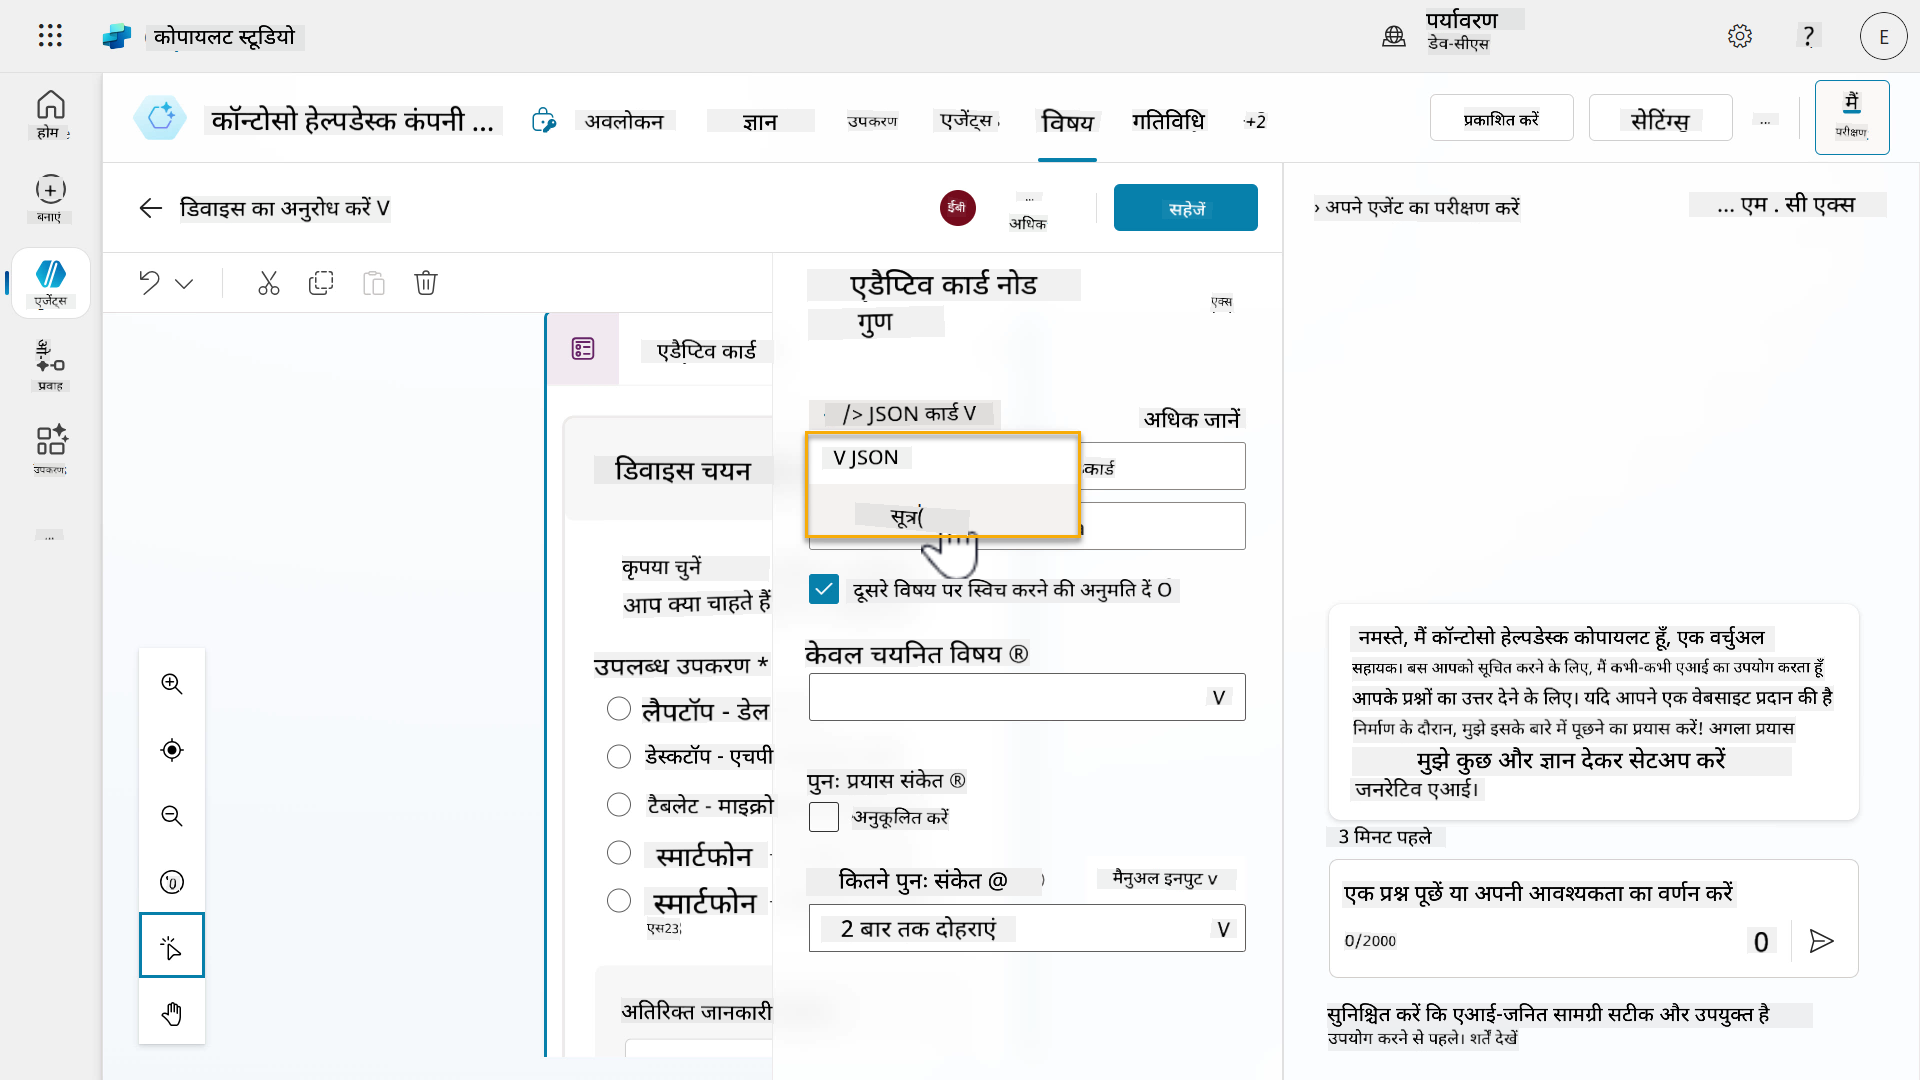 कोपायलट स्टूडियो
पर्यावरण
डेव-सीएस
?
E
होम
बनाएं
एजेंट्स
प्रवाह
उपकरण
...
कॉन्टोसो हेल्पडेस्क कंपनी ...
अवलोकन
ज्ञान
उपकरण
एजेंट्स
विषय
गतिविधि
+2
प्रकाशित करें
सेटिंग्स
...
मैं
परीक्षण
डिवाइस का अनुरोध करें V
ईबी
...
अधिक
सहेजें
› अपने एजेंट का परीक्षण करें
... एम . सी एक्स
एडैप्टिव कार्ड
डिवाइस चयन
कृपया चुनें
आप क्या चाहते हैं
उपलब्ध उपकरण *
लैपटॉप - डेल
डेस्कटॉप - एचपी
टैबलेट - माइक्रो
स्मार्टफोन
स्मार्टफोन
एस23
अतिरिक्त जानकारी
एडैप्टिव कार्ड नोड
गुण
एक्स
/> JSON कार्ड V
अधिक जानें
V JSON
कार्ड
सूत्र(
दूसरे विषय पर स्विच करने की अनुमति दें O
केवल चयनित विषय ®
V
पुनः प्रयास संकेत ®
अनुकूलित करें
कितने पुनः संकेत @
मैनुअल इनपुट v
2 बार तक दोहराएं
V
नमस्ते, मैं कॉन्टोसो हेल्पडेस्क कोपायलट हूँ, एक वर्चुअल
सहायक। बस आपको सूचित करने के लिए, मैं कभी-कभी एआई का उपयोग करता हूँ
आपके प्रश्नों का उत्तर देने के लिए। यदि आपने एक वेबसाइट प्रदान की है
निर्माण के दौरान, मुझे इसके बारे में पूछने का प्रयास करें! अगला प्रयास
मुझे कुछ और ज्ञान देकर सेटअप करें
जनरेटिव एआई।
3 मिनट पहले
एक प्रश्न पूछें या अपनी आवश्यकता का वर्णन करें
0/2000
0
सुनिश्चित करें कि एआई-जनित सामग्री सटीक और उपयुक्त है
उपयोग करने से पहले। शर्तें देखें